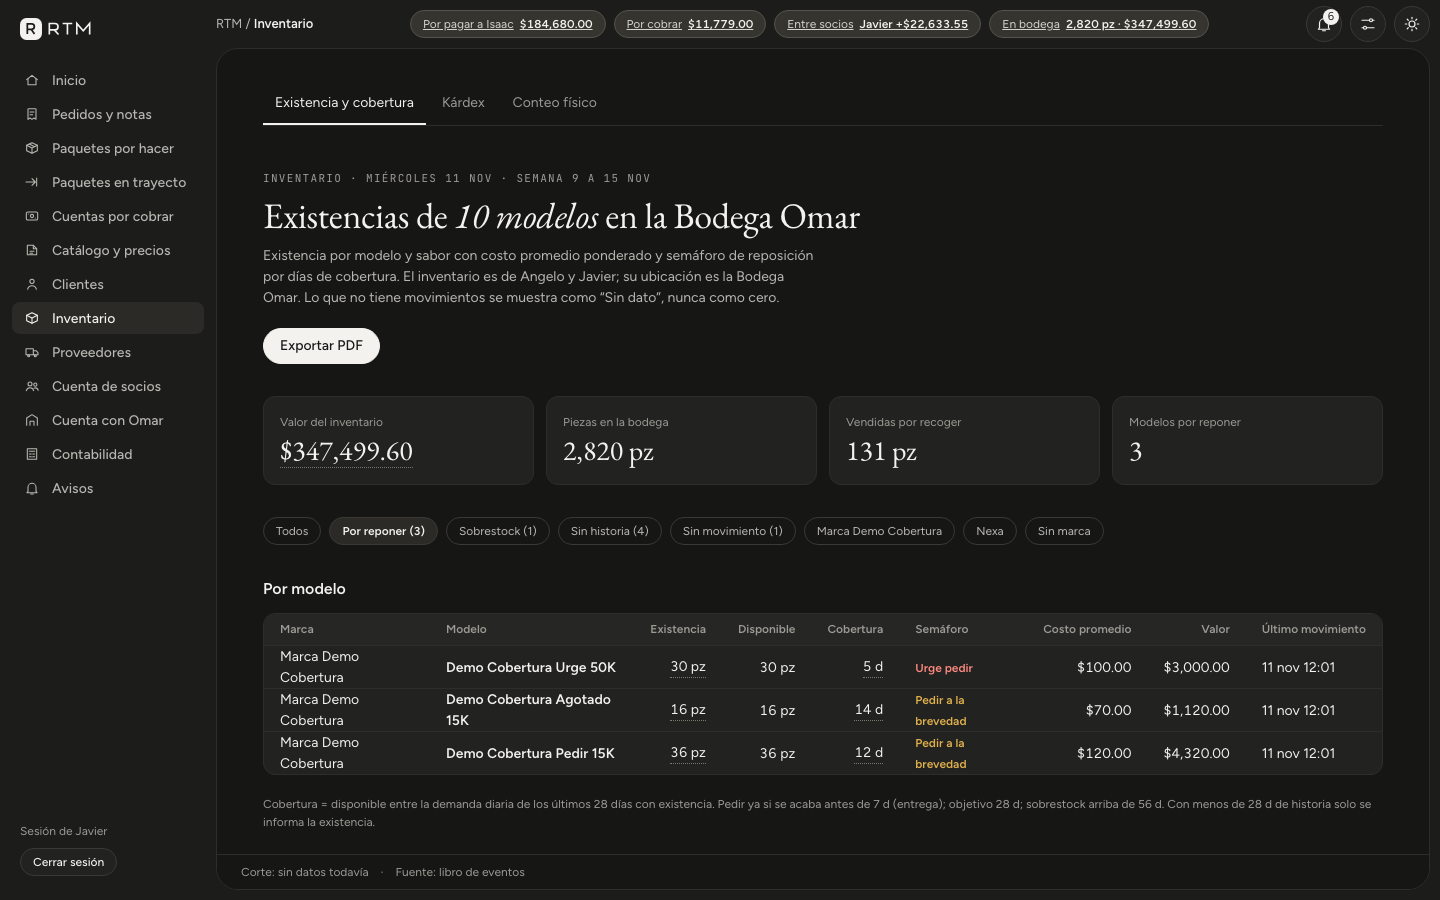 R RTM
RTM / Inventario
Por pagar a Isaac $184,680.00
Por cobrar $11,779.00
Entre socios Javier +$22,633.55
En bodega 2,820 pz · $347,499.60
6
Inicio
Pedidos y notas
Paquetes por hacer
Paquetes en trayecto
Cuentas por cobrar
Catálogo y precios
Clientes
Inventario
Proveedores
Cuenta de socios
Cuenta con Omar
Contabilidad
Avisos
Sesión de Javier
Cerrar sesión
Existencia y cobertura Kárdex Conteo físico
INVENTARIO · MIÉRCOLES 11 NOV · SEMANA 9 A 15 NOV
Existencias de 10 modelos en la Bodega Omar
Existencia por modelo y sabor con costo promedio ponderado y semáforo de reposición
por días de cobertura. El inventario es de Angelo y Javier; su ubicación es la Bodega
Omar. Lo que no tiene movimientos se muestra como “Sin dato”, nunca como cero.
Exportar PDF
Valor del inventario
$347,499.60
Piezas en la bodega
2,820 pz
Vendidas por recoger
131 pz
Modelos por reponer
3
Todos Por reponer (3) Sobrestock (1) Sin historia (4) Sin movimiento (1) Marca Demo Cobertura Nexa Sin marca
Por modelo
Marca Modelo Existencia Disponible Cobertura Semáforo Costo promedio Valor Último movimiento
Marca Demo
Cobertura
Demo Cobertura Urge 50K 30 pz 30 pz 5 d Urge pedir $100.00 $3,000.00 11 nov 12:01
Marca Demo
Cobertura
Demo Cobertura Agotado
15K
16 pz 16 pz 14 d
Pedir a la
brevedad
$70.00 $1,120.00 11 nov 12:01
Marca Demo
Cobertura
Demo Cobertura Pedir 15K 36 pz 36 pz 12 d
Pedir a la
brevedad
$120.00 $4,320.00 11 nov 12:01
Cobertura = disponible entre la demanda diaria de los últimos 28 días con existencia. Pedir ya si se acaba antes de 7 d (entrega); objetivo 28 d; sobrestock arriba de 56 d. Con menos de 28 d de historia solo se
informa la existencia.
Corte: sin datos todavía · Fuente: libro de eventos